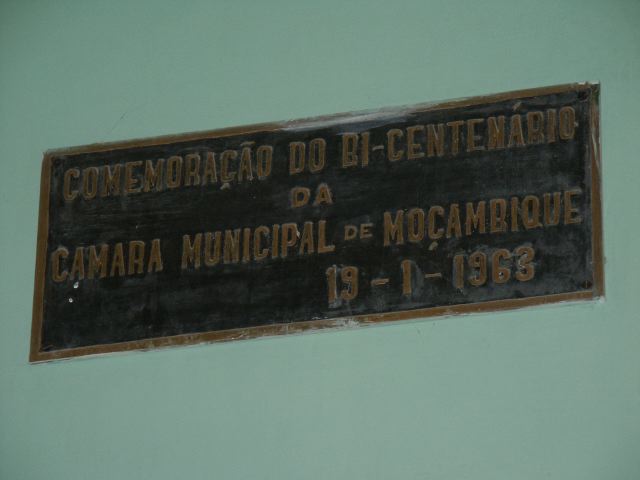 COMEMORAÇÃO DO BI-CENTENÁRIO
DA
CAMARA MUNICIPAL DE MOÇAMBIQUE
19-1-1963